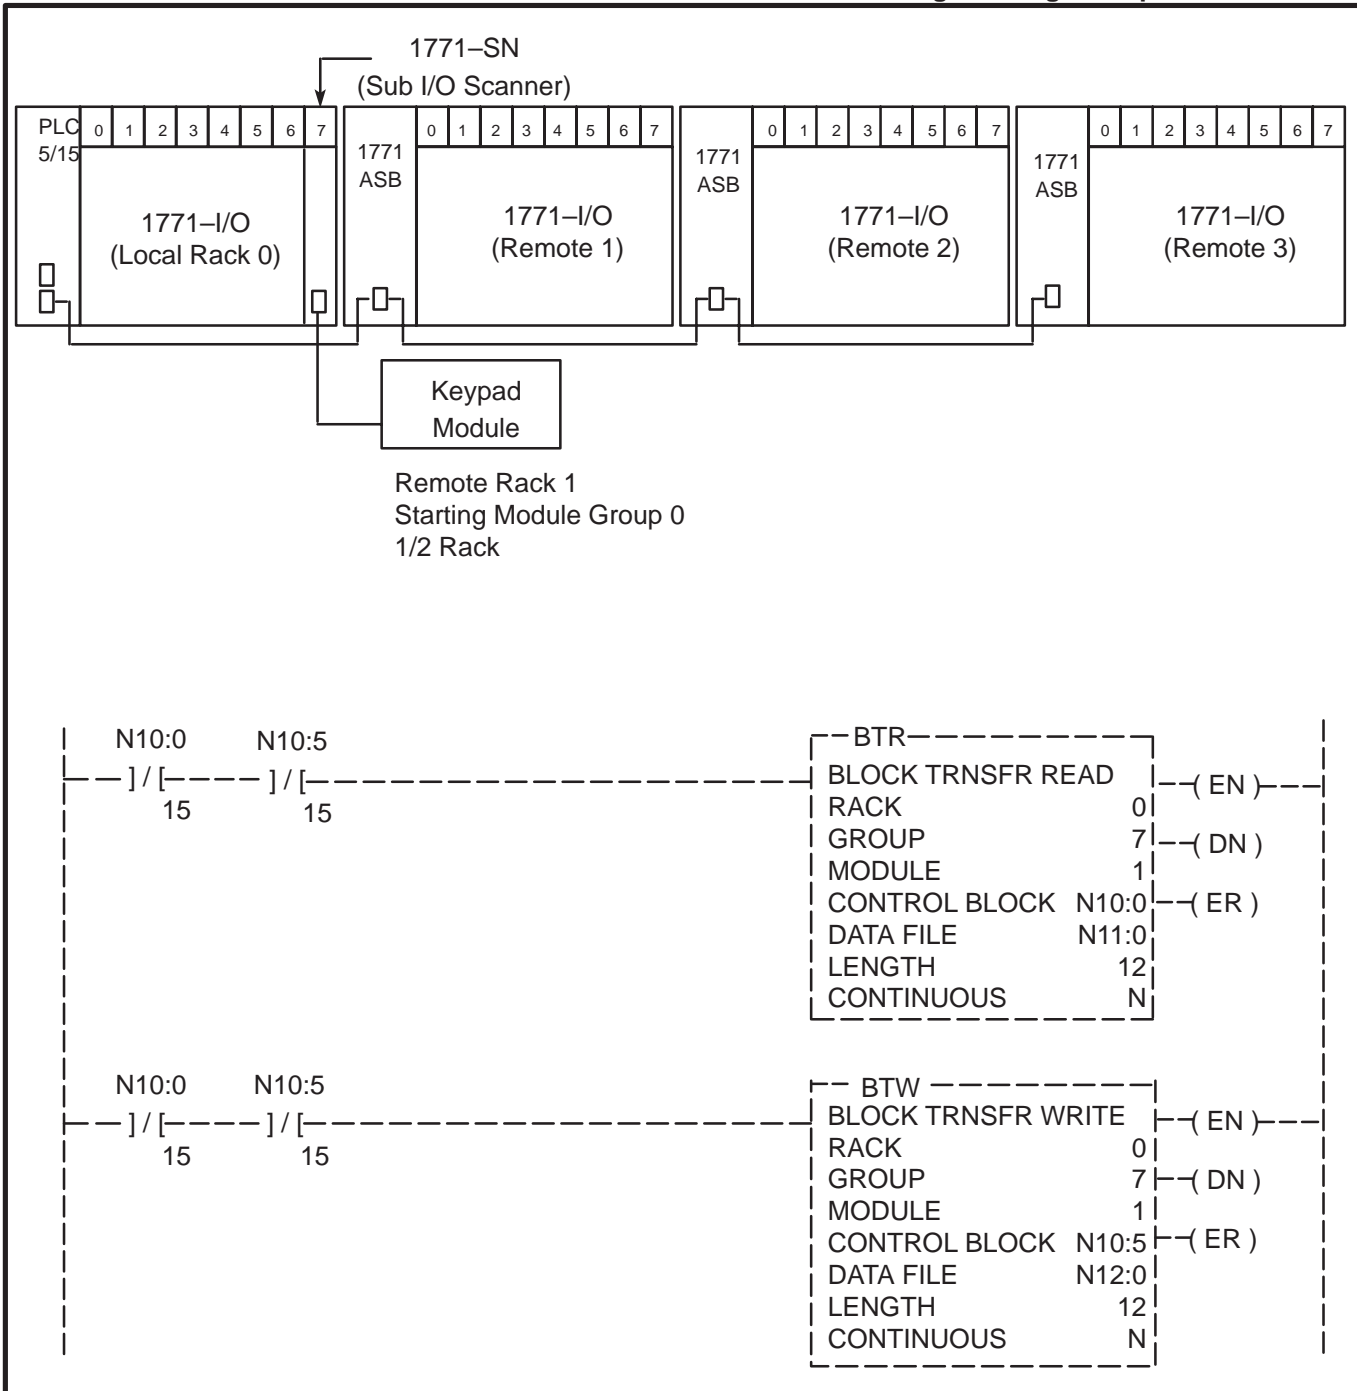 1771–SN
(Sub I/O Scanner)
PLC 5/15
0 1 2 3 4 5 6 7
1771–I/O
(Local Rack 0)
1771
ASB
0 1 2 3 4 5 6 7
1771–I/O
(Remote 1)
1771
ASB
0 1 2 3 4 5 6 7
1771–I/O
(Remote 2)
1771
ASB
0 1 2 3 4 5 6 7
1771–I/O
(Remote 3)
Keypad
Module
Remote Rack 1
Starting Module Group 0
1/2 Rack
N10:0 N10:5
] / [ ] / [
15 15
BTR
BLOCK TRNSFR READ
RACK 0
GROUP 7
MODULE 1
CONTROL BLOCK N10:0
DATA FILE N11:0
LENGTH 12
CONTINUOUS N
( EN )
( DN )
( ER )
N10:0 N10:5
] / [ ] / [
15 15
BTW
BLOCK TRNSFR WRITE
RACK 0
GROUP 7
MODULE 1
CONTROL BLOCK N10:5
DATA FILE N12:0
LENGTH 12
CONTINUOUS N
( EN )
( DN )
( ER )